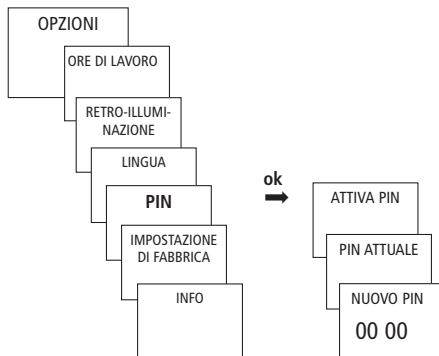 OPZIONI
ORE DI LAVORO
RETRO-ILLUMI-
NAZIONE
LINGUA
PIN
IMPOSTAZIONE
DI FABBRICA
INFO
ok
ATTIVA PIN
PIN ATTUALE
NUOVO PIN
00 00